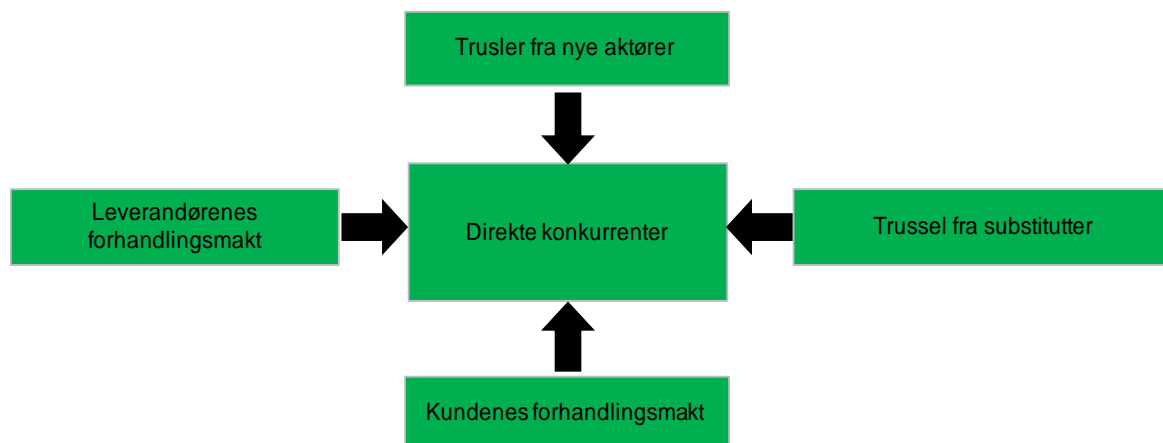 Trusler fra nye aktører
Leverandørenes
forhandlingsmakt
Direkte konkurrenter
Trussel fra substitutter
Kundenes forhandlingsmakt